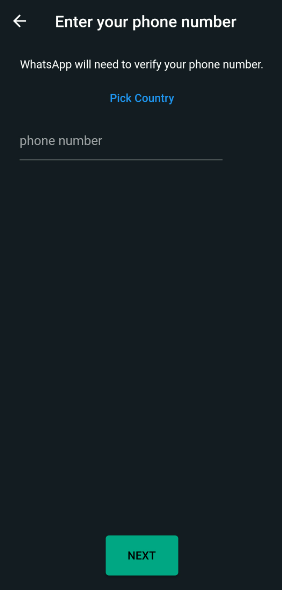 Enter your phone number
WhatsApp will need to verify your phone number.
Pick Country
phone number
NEXT